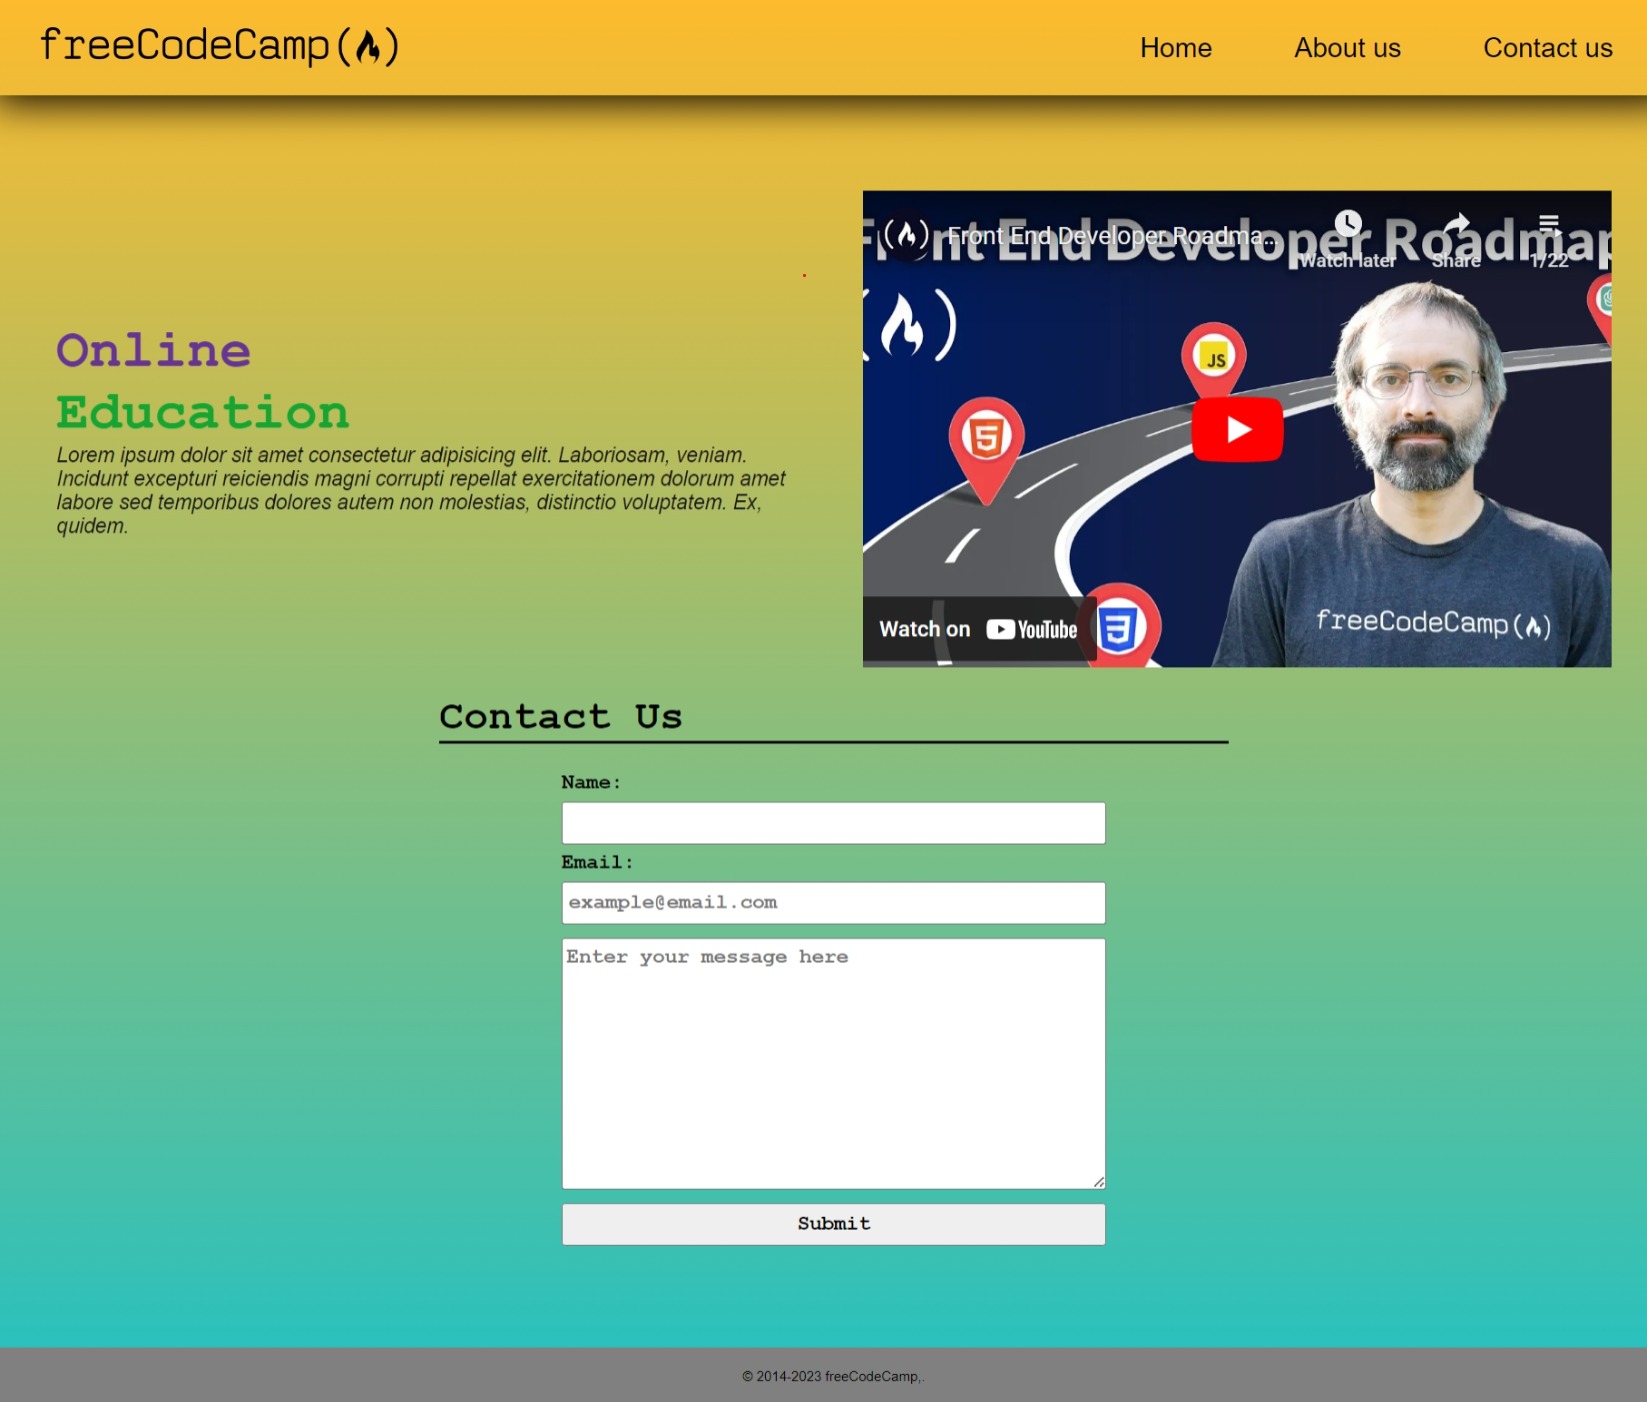 freeCodeCamp(🔥)
Home About us Contact us
Front End Developer Roadmap
Front End Developer Roadma...
Watch later Share 1/22
JS
5
3
freeCodeCamp(🔥)
Watch on YouTube
Online
Education
Lorem ipsum dolor sit amet consectetur adipisicing elit. Laboriosam, veniam.
Incidunt excepturi reiciendis magni corrupti repellat exercitationem dolorum amet
labore sed temporibus dolores autem non molestias, distinctio voluptatem. Ex,
quidem.
Contact Us
Name:
Email:
example@email.com
Enter your message here
Submit
© 2014-2023 freeCodeCamp,.